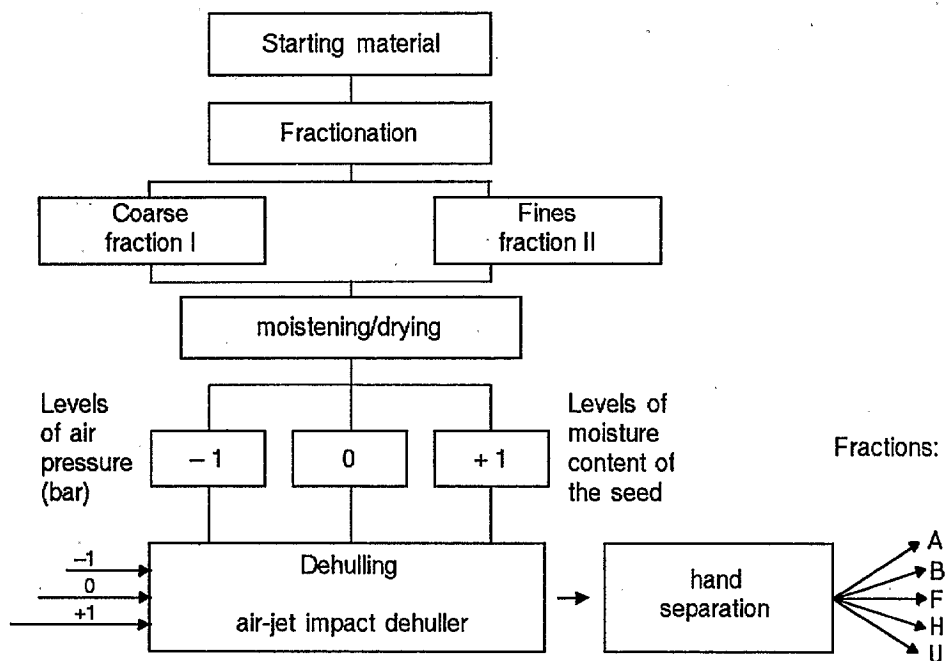 Starting material
Fractionation
Coarse
fraction I
Fines
fraction II
moistening/drying
Levels
of air
pressure
(bar)
– 1
0
+ 1
Levels of
moisture
content of
the seed
Fractions:
–1
0
+1
Dehulling
air-jet impact dehuller
hand
separation
A
B
F
H
U